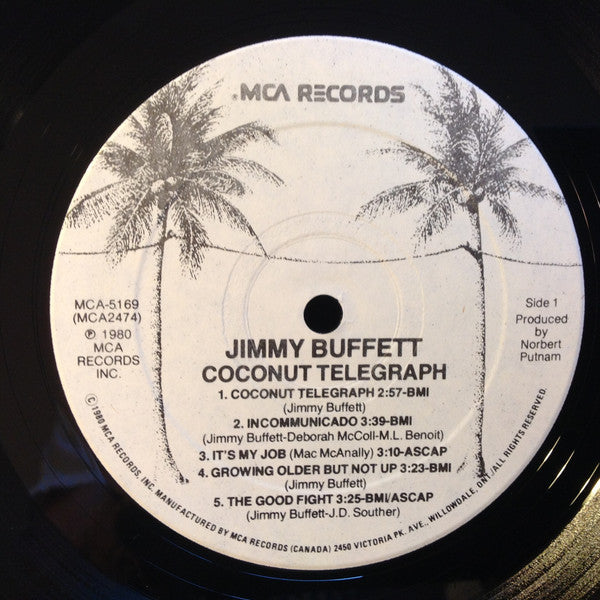 MCA RECORDS
MCA-5169
(MCA2474)
℗ 1980
MCA
RECORDS
INC.
Side 1
Produced
by
Norbert
Putnam
JIMMY BUFFETT
COCONUT TELEGRAPH
1. COCONUT TELEGRAPH 2:57-BMI
(Jimmy Buffett)
2. INCOMMUNICADO 3:39-BMI
(Jimmy Buffett-Deborah McColl-M.L. Benoit)
3. IT'S MY JOB (Mac McAnally) 3:10-ASCAP
4. GROWING OLDER BUT NOT UP 3:23-BMI
(Jimmy Buffett)
5. THE GOOD FIGHT 3:25-BMI/ASCAP
(Jimmy Buffett-J.D. Souther)
©1980 MCA RECORDS, INC. MANUFACTURED BY MCA RECORDS (CANADA) 2450 VICTORIA PK. AVE., WILLOWDALE, ONT./ALL RIGHTS RESERVED.